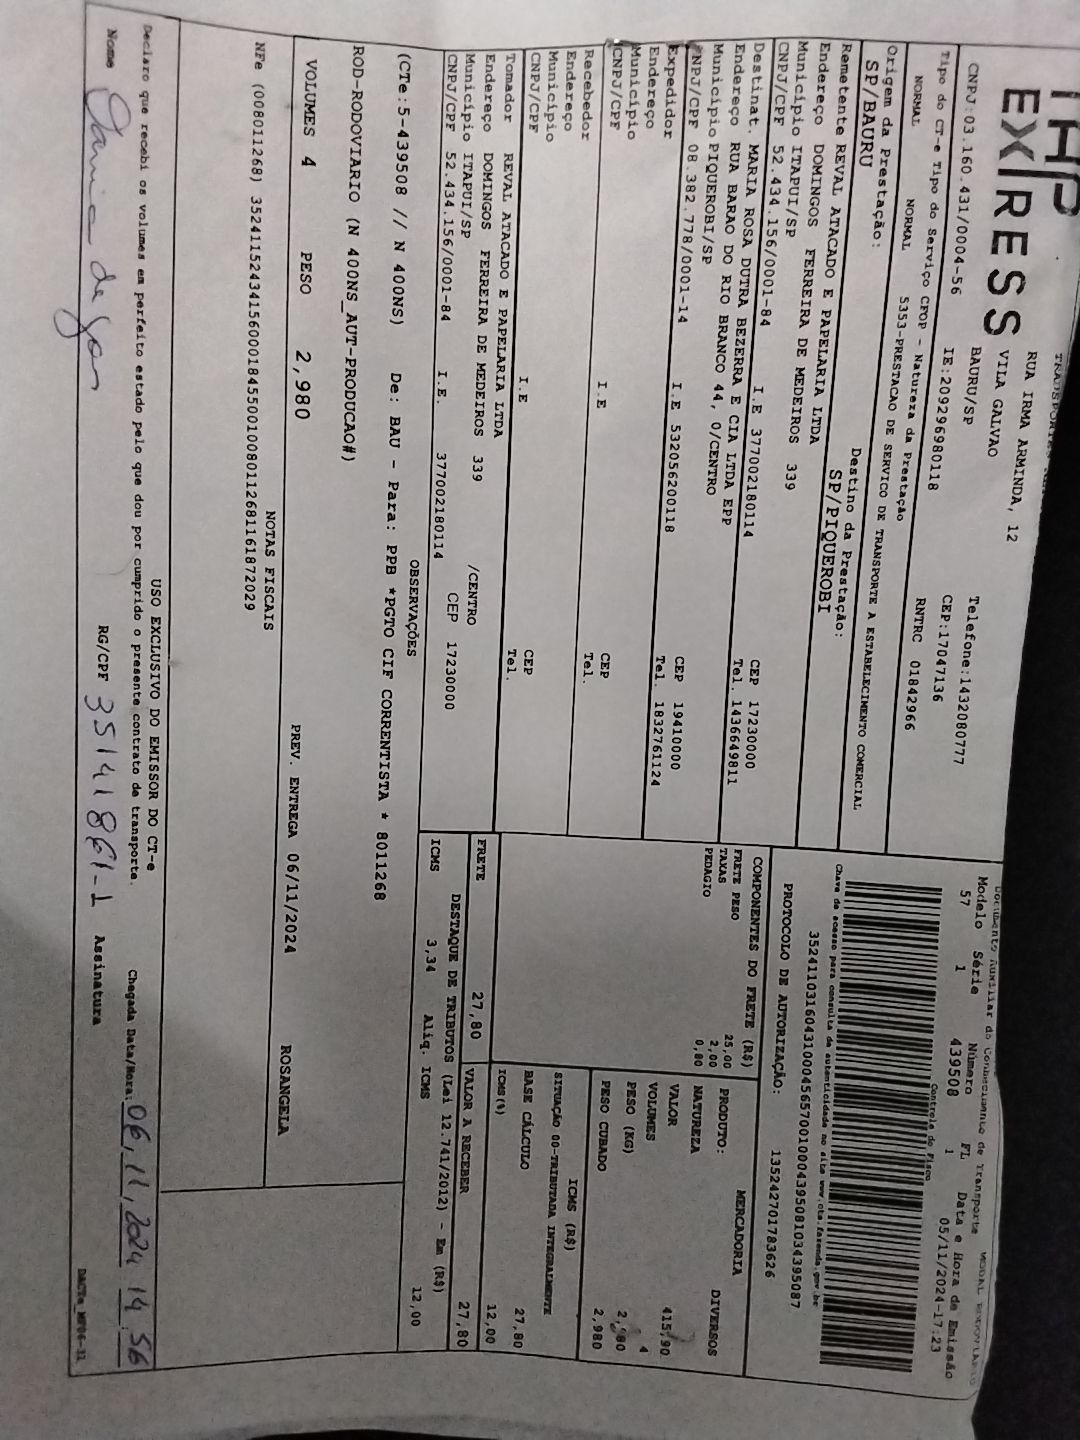 EXPRESS
RUA IRMA ARMINDA, 12
VILA GALVAO
BAURU/SP
Telefone:1432080777
CEP:17047136
CNPJ:03.160.431/0004-56
IE:209296980118
RNTRC 01842966
Tipo do CT-e Tipo do Serviço CFOP - Natureza da Prestação
NORMAL NORMAL 5353-PRESTACAO DE SERVICO DE TRANSPORTE A ESTABELECIMENTO COMERCIAL
Origem da Prestação: Destino da Prestação:
SP/BAURU SP/PIQUEROBI
Remetente REVAL ATACADO E PAPELARIA LTDA
Endereço DOMINGOS FERREIRA DE MEDEIROS 339
Município ITAPUI/SP CEP 17230000
CNPJ/CPF 52.434.156/0001-84 I.E 377002180114 Tel. 1436649811
Destinat. MARIA ROSA DUTRA BEZERRA E CIA LTDA EPP
Endereço RUA BARAO DO RIO BRANCO 44, 0/CENTRO
Município PIQUEROBI/SP CEP 19410000
CNPJ/CPF 08.382.778/0001-14 I.E 532056200118 Tel. 1832761124
Expedidor
Endereço
Município CEP
CNPJ/CPF I.E Tel.
Recebedor
Endereço
Município CEP
CNPJ/CPF I.E Tel.
Tomador REVAL ATACADO E PAPELARIA LTDA
Endereço DOMINGOS FERREIRA DE MEDEIROS 339 /CENTRO
Município ITAPUI/SP CEP 17230000
CNPJ/CPF 52.434.156/0001-84 I.E. 377002180114
Documento Auxiliar do Conhecimento de Transporte MODAL RODOVIARIO
Modelo Série Número FL Data e Hora de Emissão
57 1 439508 1 05/11/2024-17:23
Controle do Fisco
Chave de acesso para consulta de autenticidade no site www.cte.fazenda.gov.br
35241103160431000456570010004395081034395087
PROTOCOLO DE AUTORIZAÇÃO: 135242701783626
COMPONENTES DO FRETE (R$)
FRETE PESO 25,00
TAXAS 2,00
PEDAGIO 0,80
MERCADORIA
PRODUTO: DIVERSOS
NATUREZA
VALOR 415,90
VOLUMES 4
PESO (KG)
PESO CUBADO 2,980
ICMS (R$)
SITUAÇÃO 00-TRIBUTADA INTEGRALMENTE
BASE CÁLCULO 27,80
ICMS(%) 12,00
FRETE 27,80 VALOR A RECEBER 27,80
DESTAQUE DE TRIBUTOS (Lei 12.741/2012) - Em (R$)
ICMS 3,34 Aliq. ICMS 12,00
OBSERVAÇÕES
(CTe:5-439508 // N 400NS) De: BAU - Para: PPB *PGTO CIF CORRENTISTA * 8011268
ROD-RODOVIARIO (N 400NS_AUT-PRODUCAO#)
VOLUMES 4 PESO 2,980 PREV. ENTREGA 06/11/2024 ROSANGELA
NOTAS FISCAIS
NFe (008011268) 35241152434156000184550010080112681161872029
USO EXCLUSIVO DO EMISSOR DO CT-e
Declaro que recebi os volumes em perfeito estado pelo que dou por cumprido o presente contrato de transporte. Chegada Data/Hora: 06/11/2024 14:56
Nome RG/CPF 35141861-1 Assinatura